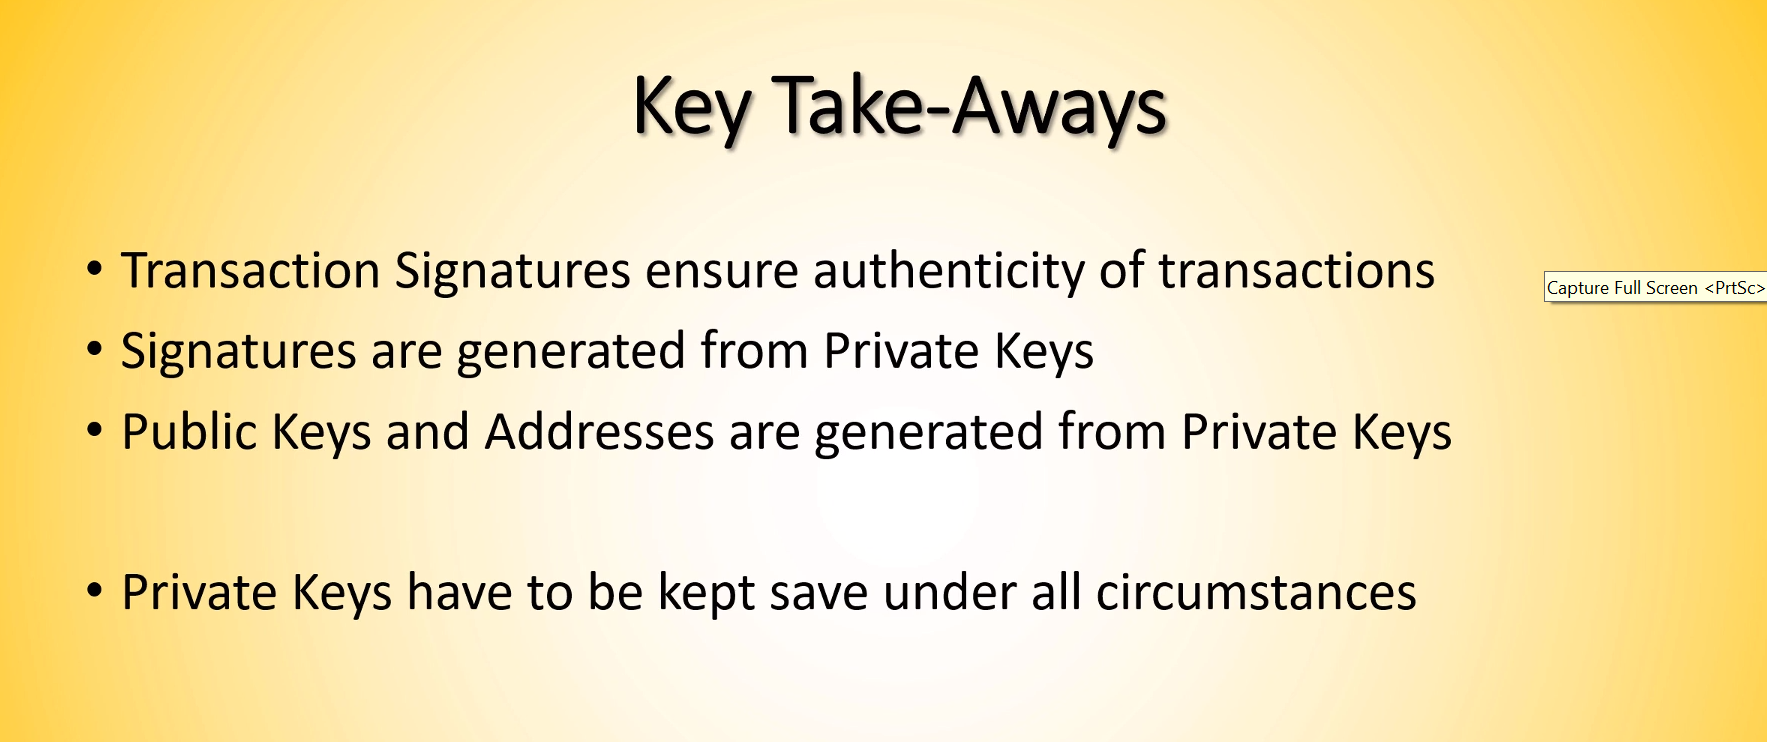 Key Take-Aways
• Transaction Signatures ensure authenticity of transactions
Capture Full Screen <PrtSc>
• Signatures are generated from Private Keys
• Public Keys and Addresses are generated from Private Keys
• Private Keys have to be kept save under all circumstances